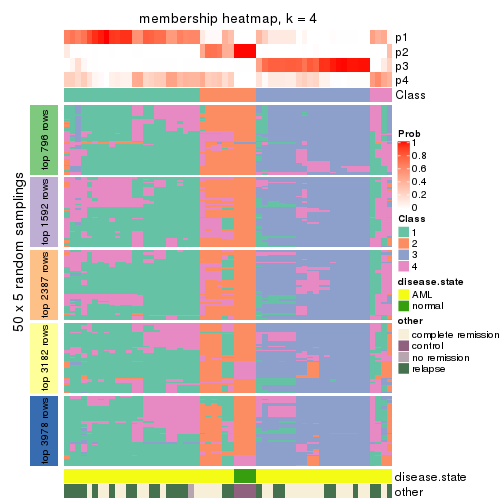 membership heatmap, k = 4
p1
p2
p3
p4
Class
50 x 5 random samplings
top 796 rows
top 1592 rows
top 2387 rows
top 3182 rows
top 3978 rows
Prob
1
0.8
0.6
0.4
0.2
0
Class
1
2
3
4
disease.state
AML
normal
other
complete remission
control
no remission
relapse
disease.state
other